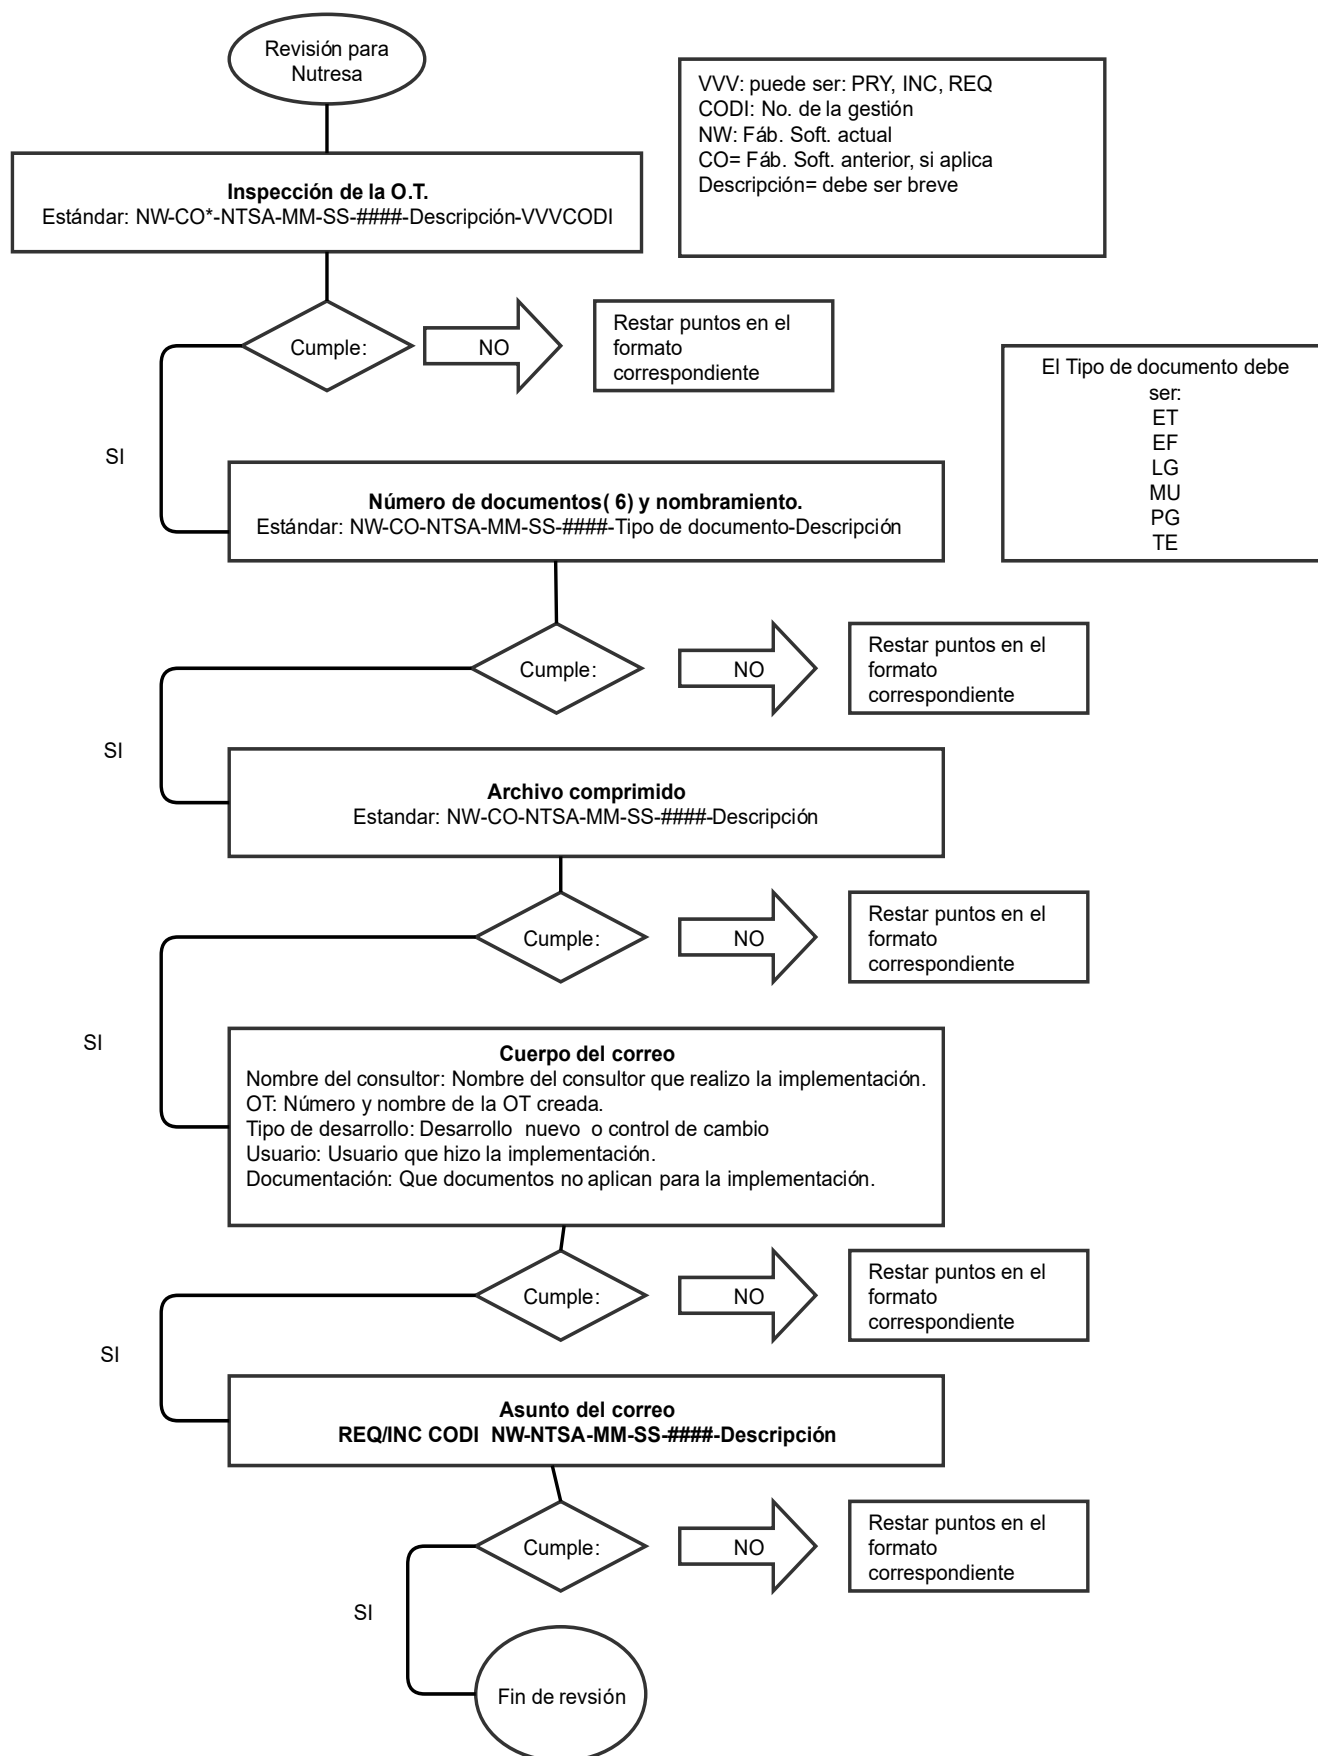 Revisión para
Nutresa
VVV: puede ser: PRY, INC, REQ
CODI: No. de la gestión
NW: Fáb. Soft. actual
CO= Fáb. Soft. anterior, si aplica
Descripción= debe ser breve
Inspección de la O.T.
Estándar: NW-CO*-NTSA-MM-SS-####-Descripción-VVVCODI
Cumple:
NO
Restar puntos en el
formato
correspondiente
El Tipo de documento debe
ser:
ET
EF
LG
MU
PG
TE
SI
Número de documentos( 6) y nombramiento.
Estándar: NW-CO-NTSA-MM-SS-####-Tipo de documento-Descripción
Cumple:
NO
Restar puntos en el
formato
correspondiente
SI
Archivo comprimido
Estandar: NW-CO-NTSA-MM-SS-####-Descripción
Cumple:
NO
Restar puntos en el
formato
correspondiente
SI
Cuerpo del correo
Nombre del consultor: Nombre del consultor que realizo la implementación.
OT: Número y nombre de la OT creada.
Tipo de desarrollo: Desarrollo  nuevo  o control de cambio
Usuario: Usuario que hizo la implementación.
Documentación: Que documentos no aplican para la implementación.
Cumple:
NO
Restar puntos en el
formato
correspondiente
SI
Asunto del correo
REQ/INC CODI  NW-NTSA-MM-SS-####-Descripción
Cumple:
NO
Restar puntos en el
formato
correspondiente
SI
Fin de revsión